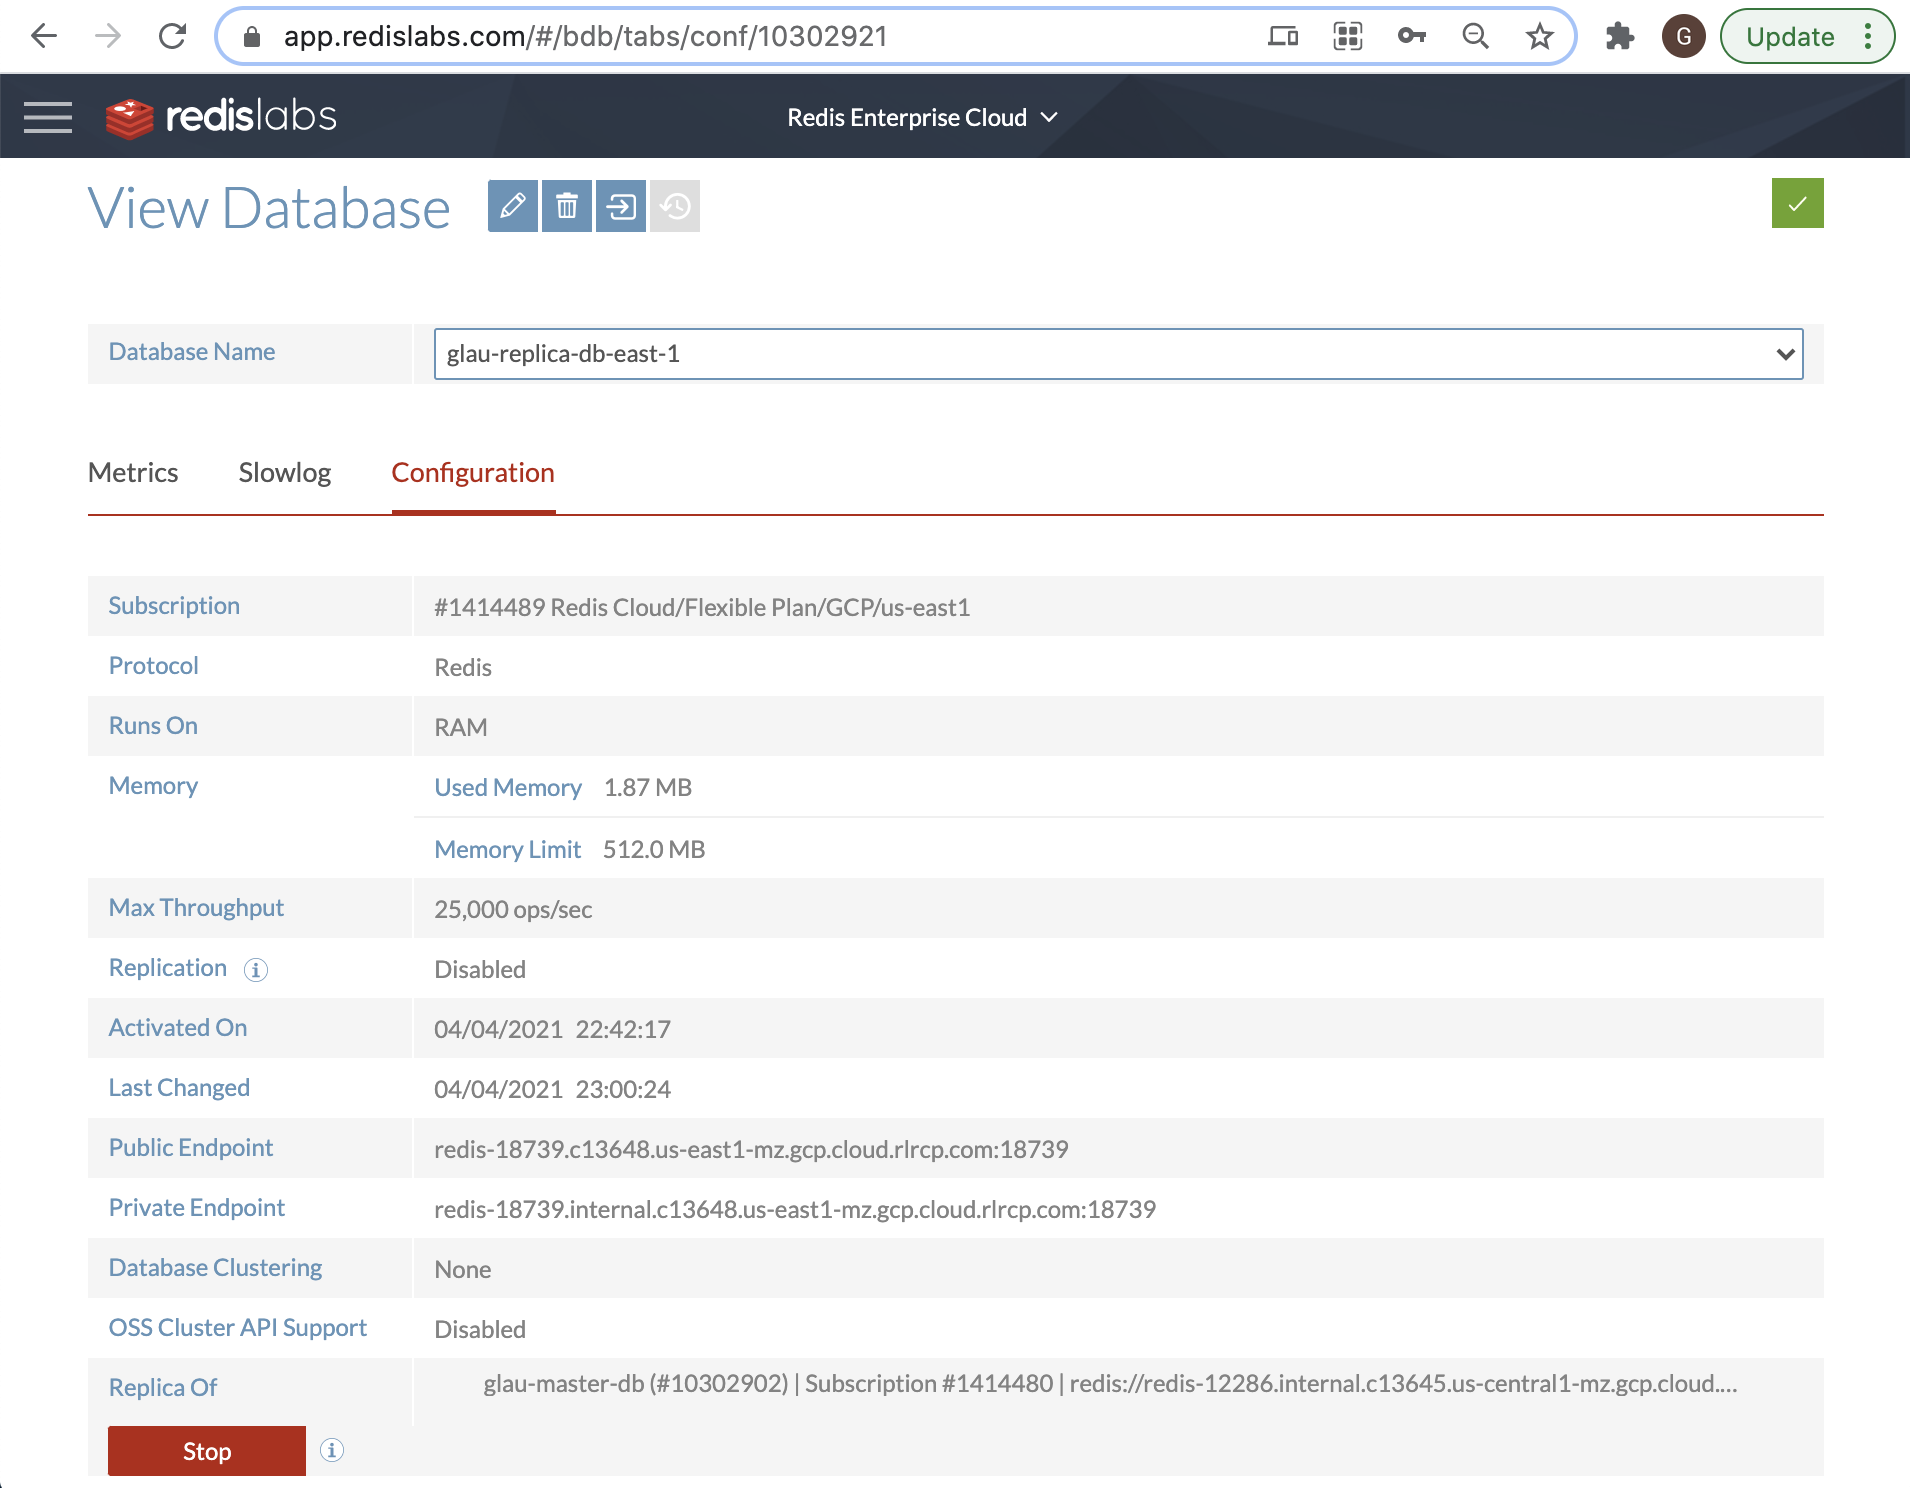 app.redislabs.com/#/bdb/tabs/conf/10302921
G
Update
redislabs
Redis Enterprise Cloud
View Database
Database Name
glau-replica-db-east-1
Metrics
Slowlog
Configuration
Subscription
#1414489 Redis Cloud/Flexible Plan/GCP/us-east1
Protocol
Redis
Runs On
RAM
Memory
Used Memory 1.87 MB
Memory Limit 512.0 MB
Max Throughput
25,000 ops/sec
Replication
Disabled
Activated On
04/04/2021 22:42:17
Last Changed
04/04/2021 23:00:24
Public Endpoint
redis-18739.c13648.us-east1-mz.gcp.cloud.rlrcp.com:18739
Private Endpoint
redis-18739.internal.c13648.us-east1-mz.gcp.cloud.rlrcp.com:18739
Database Clustering
None
OSS Cluster API Support
Disabled
Replica Of
glau-master-db (#10302902) | Subscription #1414480 | redis://redis-12286.internal.c13645.us-central1-mz.gcp.cloud....
Stop